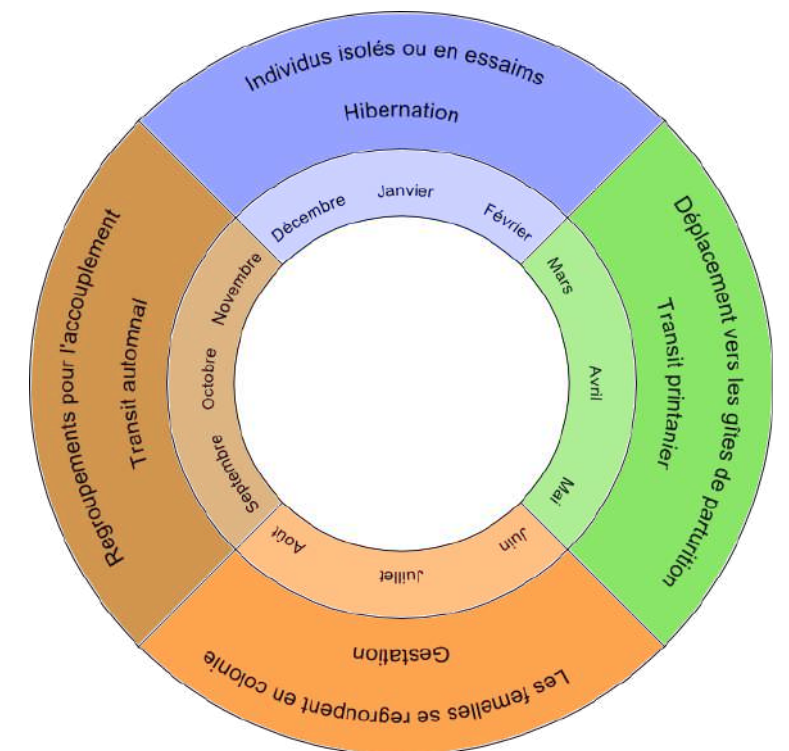 Individus isolés ou en essaims
Hibernation
Décembre
Janvier
Février
Déplacement vers les gîtes de parturition
Transit printanier
Mars
Avril
Mai
Juin
Juillet
Août
Gestation
Les femelles se regroupent en colonie
Septembre
Octobre
Novembre
Transit automnal
Regroupements pour l'accouplement